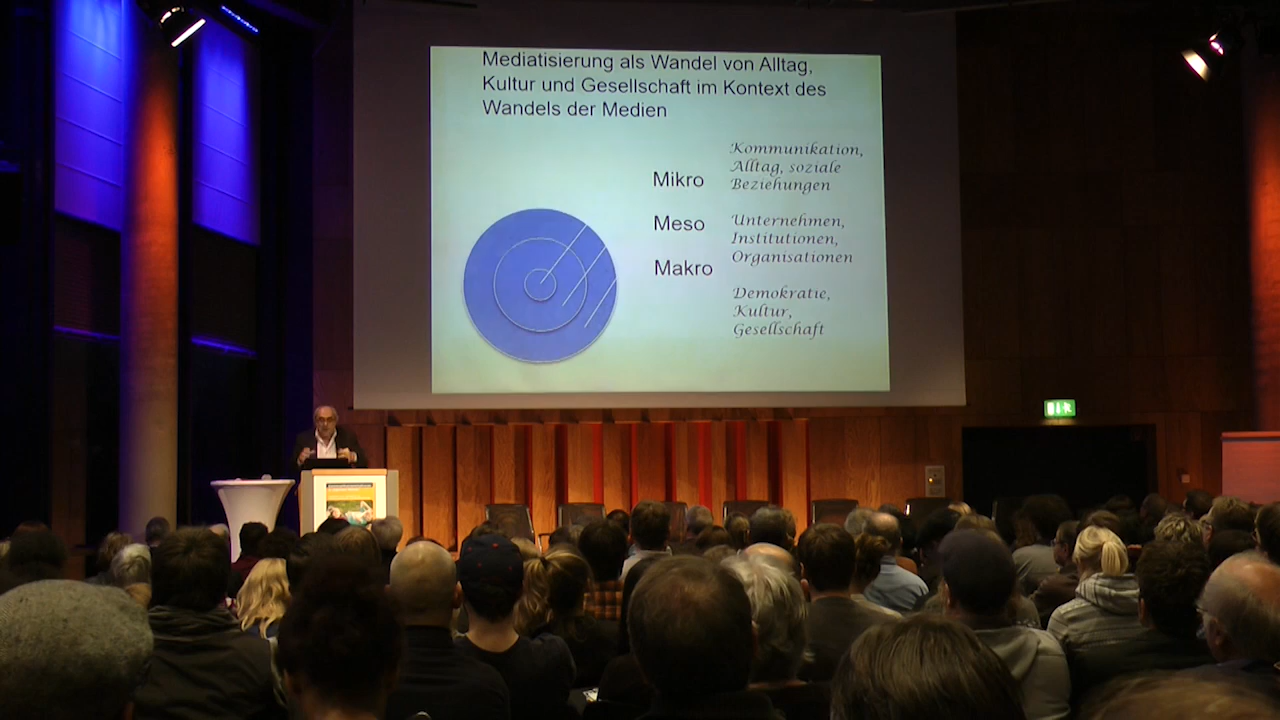 Mediatisierung als Wandel von Alltag,
Kultur und Gesellschaft im Kontext des
Wandels der Medien
Mikro
Kommunikation,
Alltag, soziale
Beziehungen
Meso
Unternehmen,
Institutionen,
Organisationen
Makro
Demokratie,
Kultur,
Gesellschaft